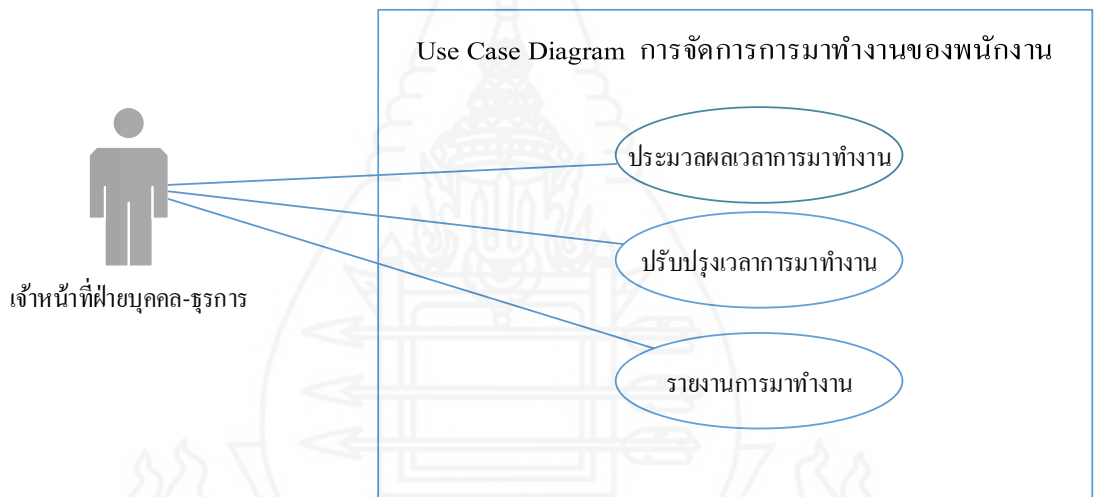 Use Case Diagram การจัดการการมาทำงานของพนักงาน
ประมวลผลเวลาการมาทำงาน
ปรับปรุงเวลาการมาทำงาน
เจ้าหน้าที่ฝ่ายบุคคล-ธุรการ
รายงานการมาทำงาน